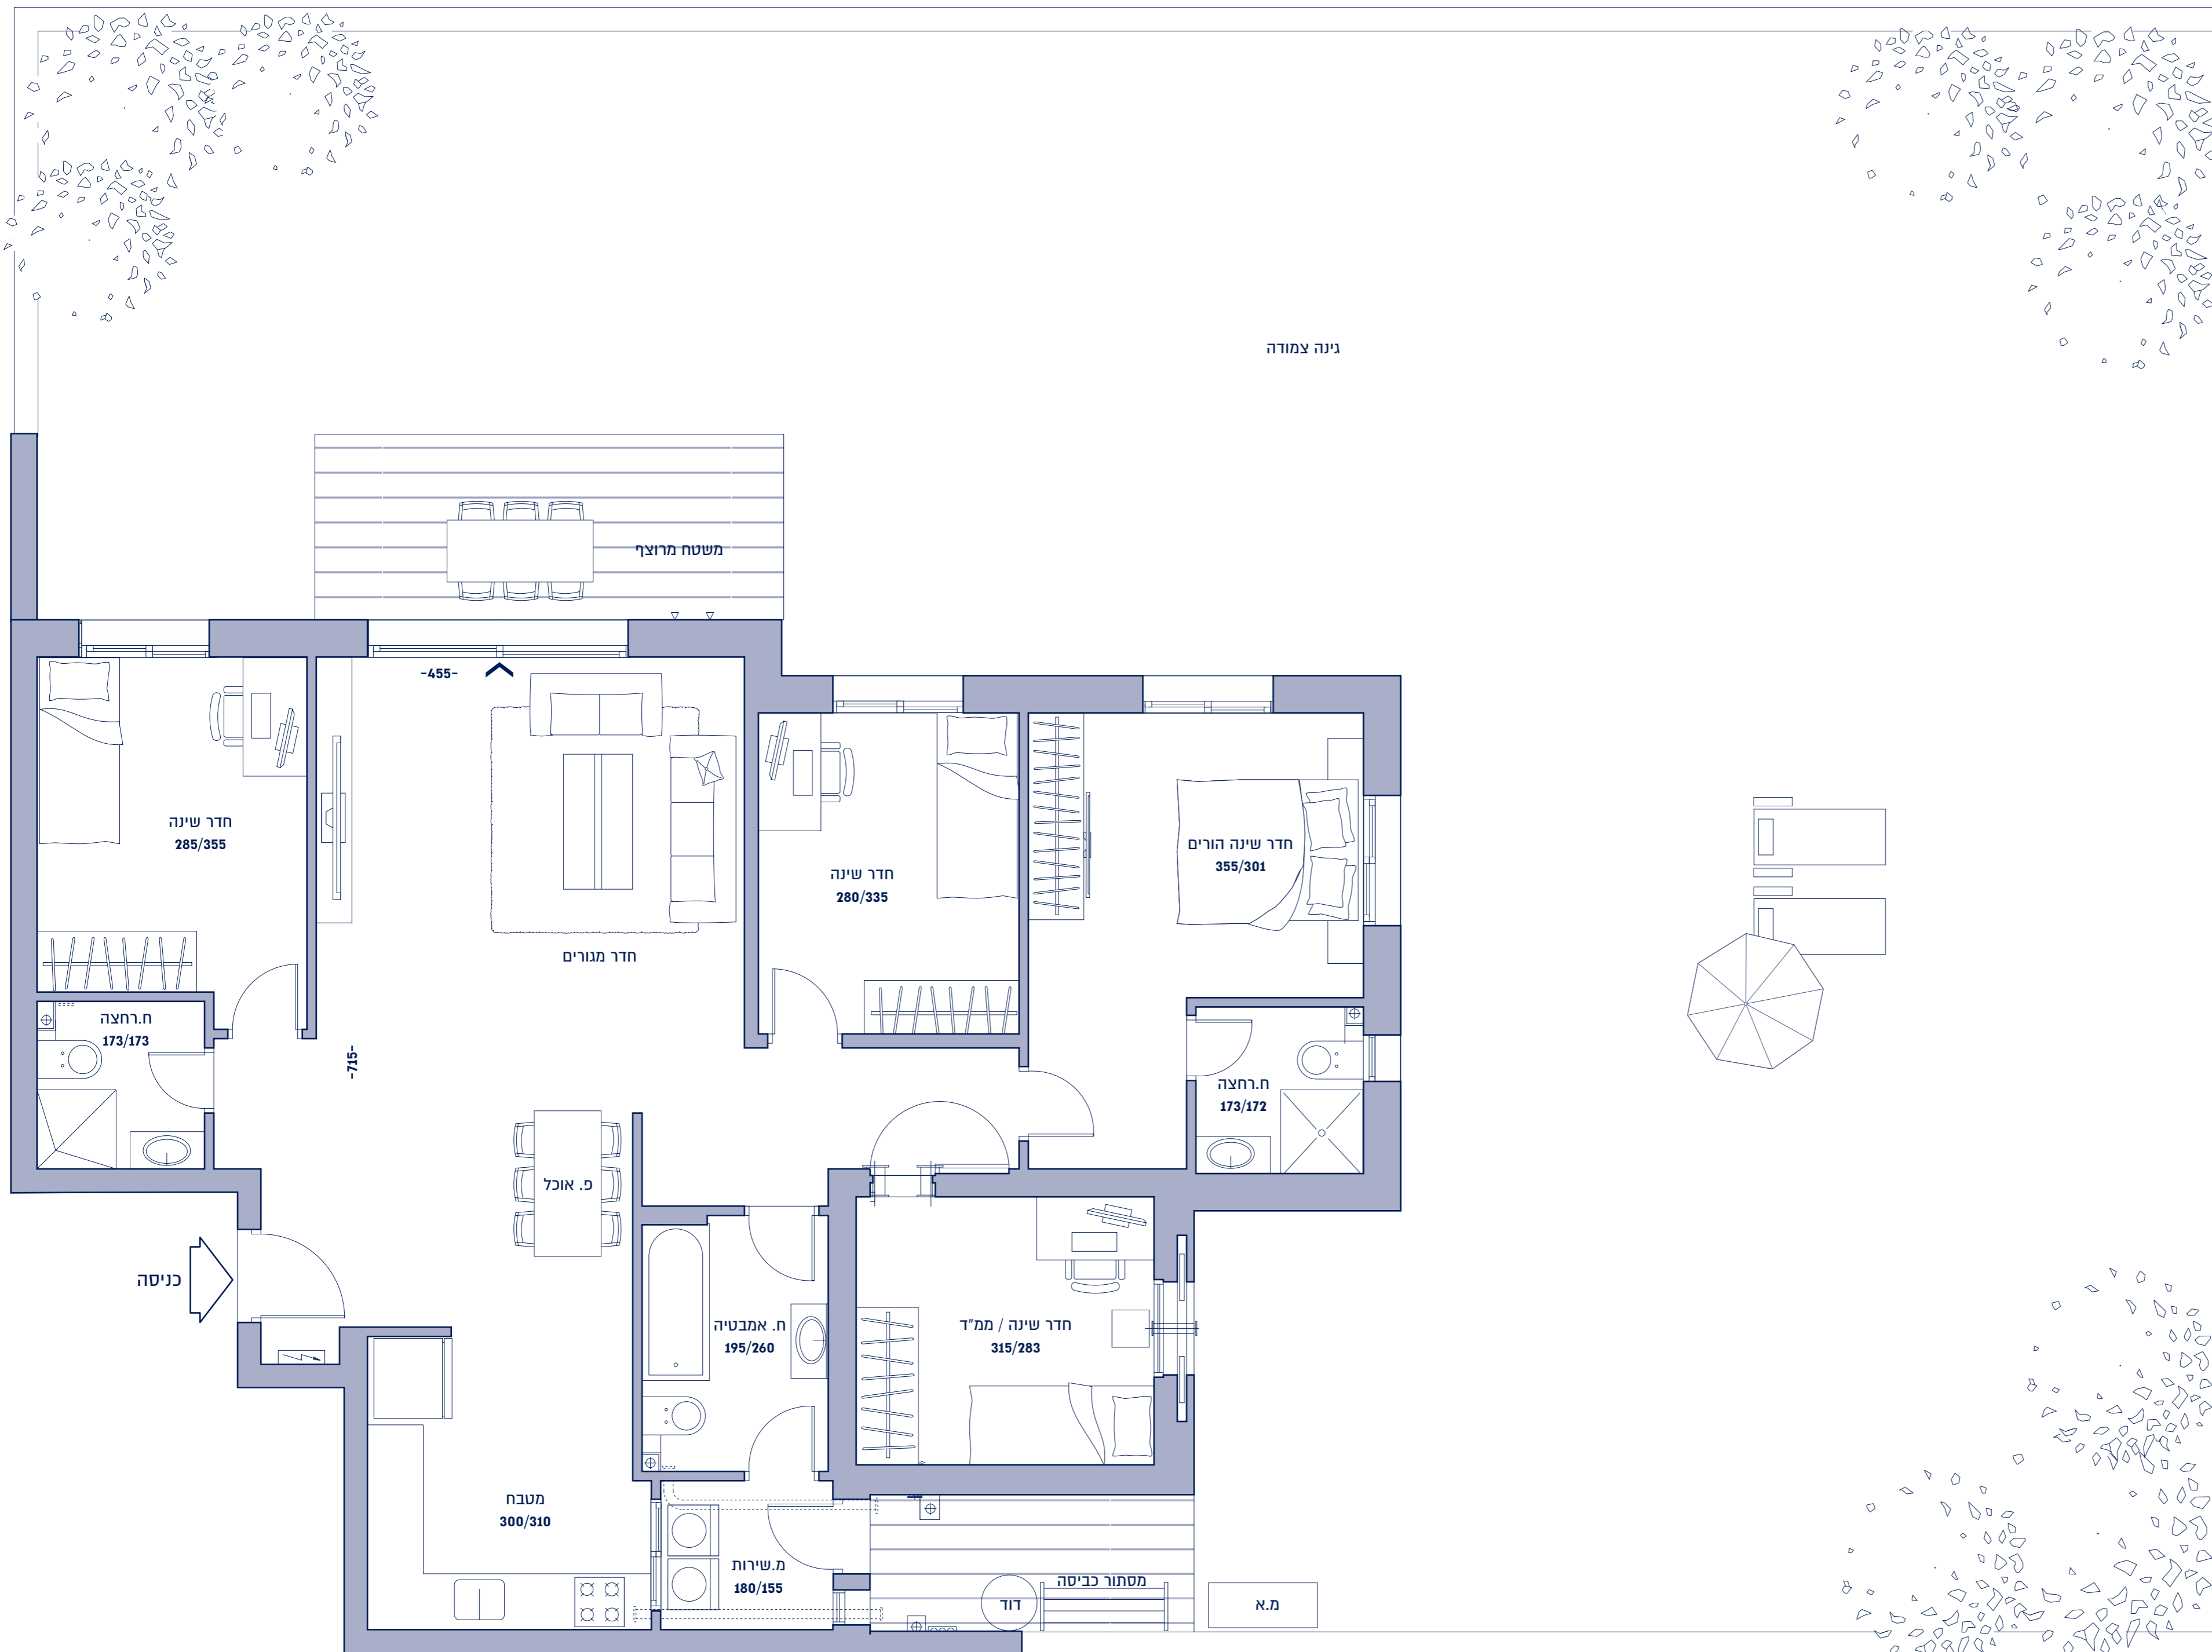 גינה צמודה
משטח מרוצף
-455-
חדר שינה
285/355
חדר שינה
280/335
חדר שינה הורים
355/301
חדר מגורים
ח.רחצה
173/173
-715-
ח.רחצה
173/172
פ. אוכל
כניסה
ח. אמבטיה
195/260
חדר שינה / ממ"ד
315/283
מטבח
300/310
מ.שירות
180/155
מסתור כביסה
דוד
מ.א